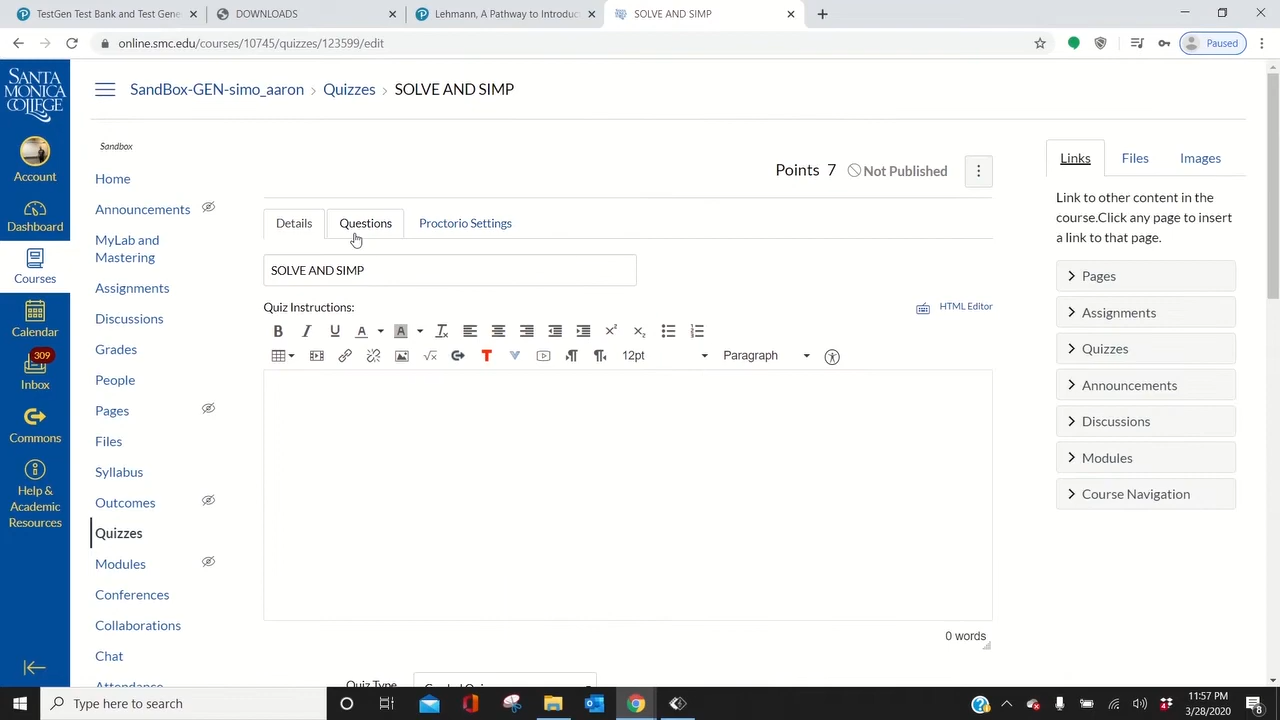 TestGen Test Bank and Test Gene
DOWNLOADS
Lehmann, A Pathway to Introduc
SOLVE AND SIMP
online.smc.edu/courses/10745/quizzes/123599/edit
Paused
SANTA
MONICA
COLLEGE
Account
Dashboard
Courses
Calendar
309
Inbox
Commons
Help &
Academic
Resources
SandBox-GEN-simo_aaron > Quizzes > SOLVE AND SIMP
Sandbox
Home
Announcements
MyLab and
Mastering
Assignments
Discussions
Grades
People
Pages
Files
Syllabus
Outcomes
Quizzes
Modules
Conferences
Collaborations
Chat
Attendance
Points 7 Not Published
Details Questions Proctorio Settings
SOLVE AND SIMP
Quiz Instructions:
HTML Editor
12pt Paragraph
0 words
Quiz Type Graded Quiz
Links Files Images
Link to other content in the
course.Click any page to insert
a link to that page.
Pages
Assignments
Quizzes
Announcements
Discussions
Modules
Course Navigation
Type here to search
11:57 PM
3/28/2020
8